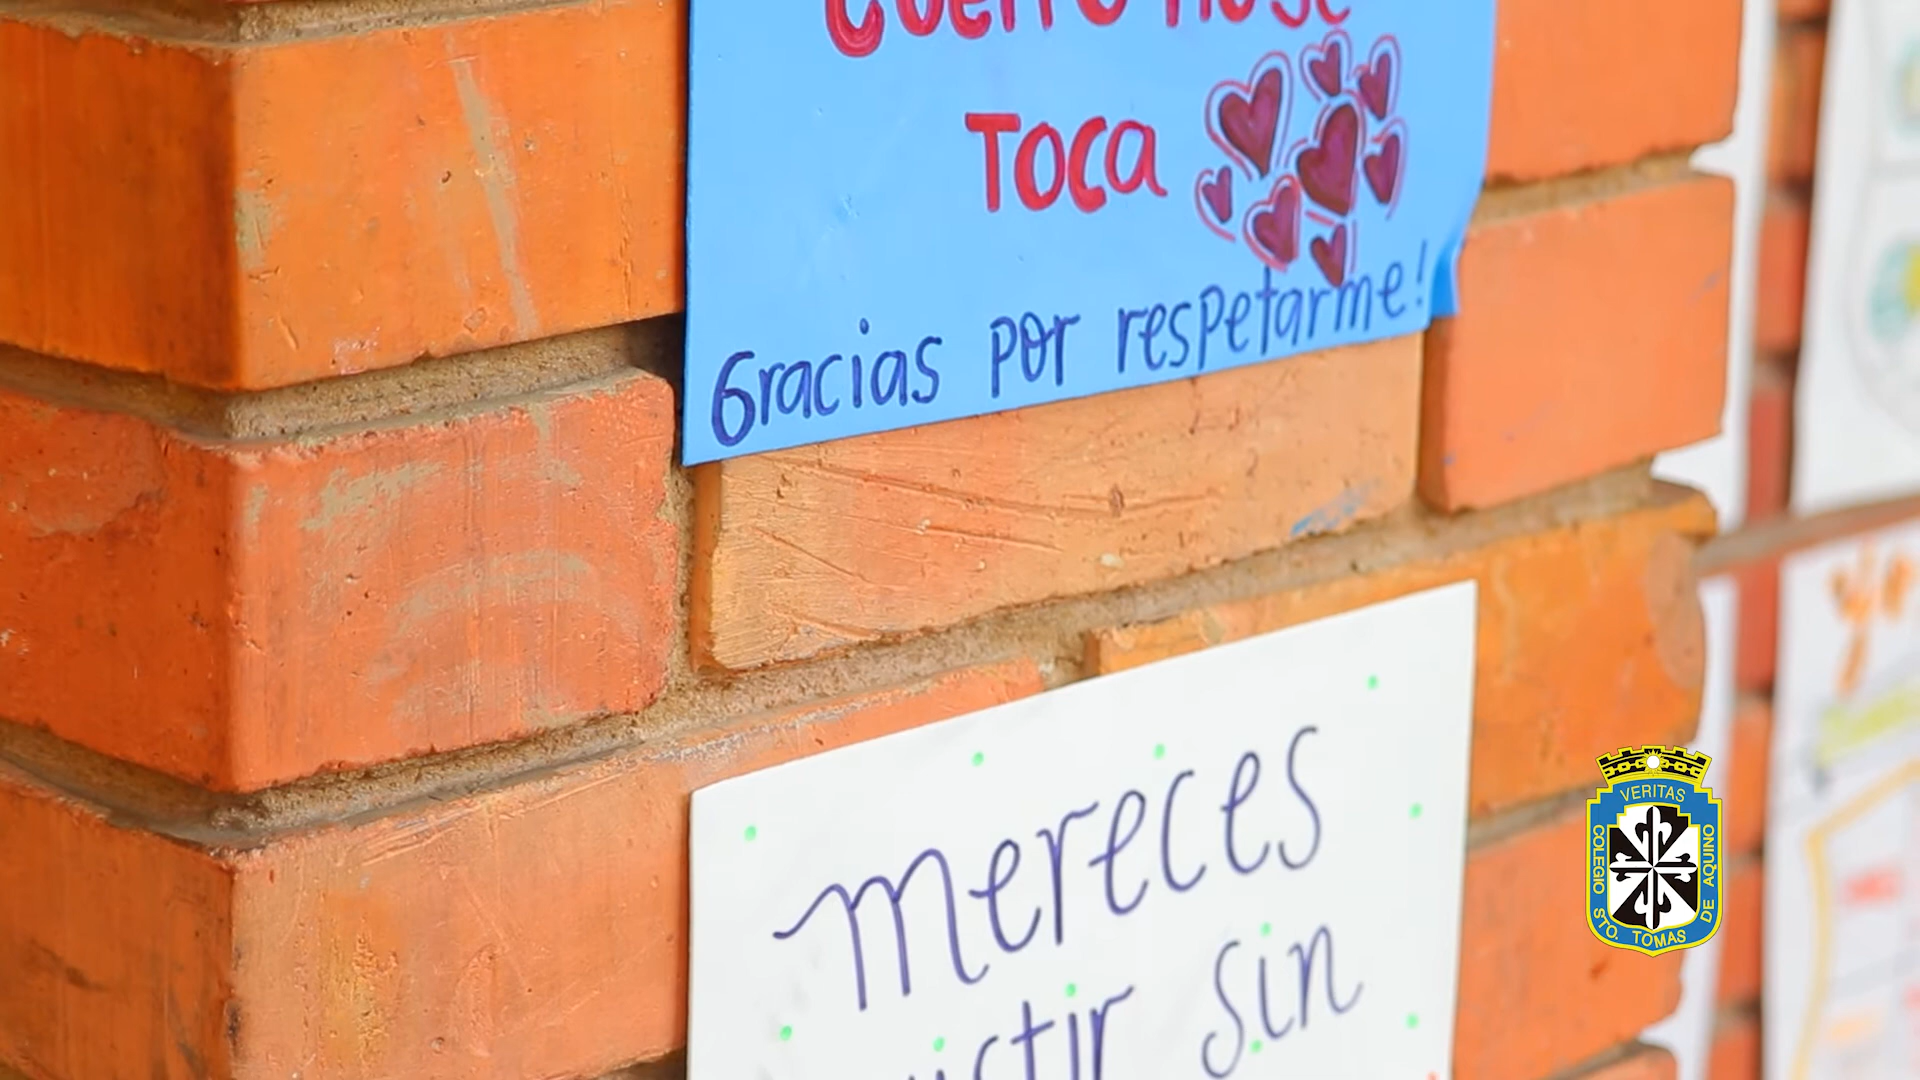 TOCA
Gracias por respetarme!
mereces
sin
VERITAS
COLEGIO STO. TOMAS DE AQUINO